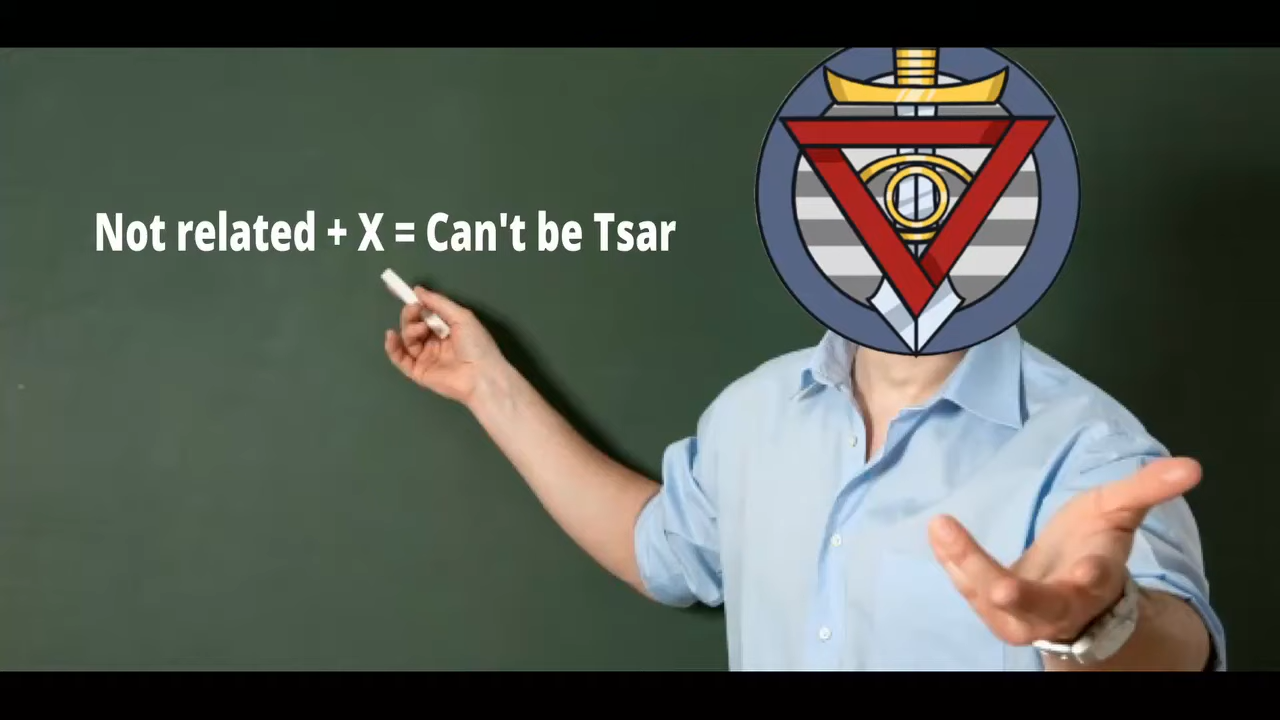 Not related + X = Can't be Tsar